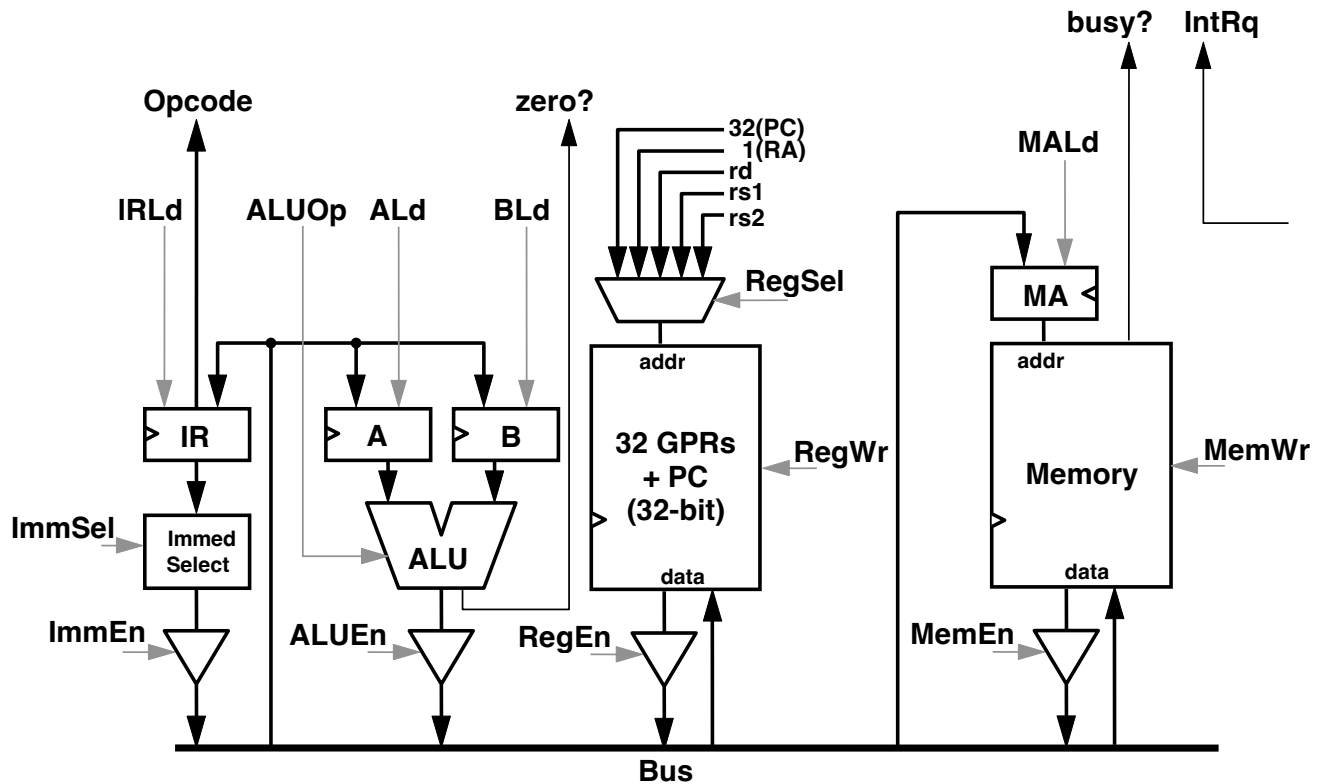 busy? IntRq
Opcode
zero?
32(PC)
1(RA)
rd
rs1
rs2
MALd
IRLd
ALUOp
ALd
BLd
RegSel
MA
addr
addr
IR
A
B
32 GPRs
+ PC
(32-bit)
RegWr
Memory
MemWr
ImmSel
Immed
Select
ALU
data
data
ImmEn
ALUEn
RegEn
MemEn
Bus